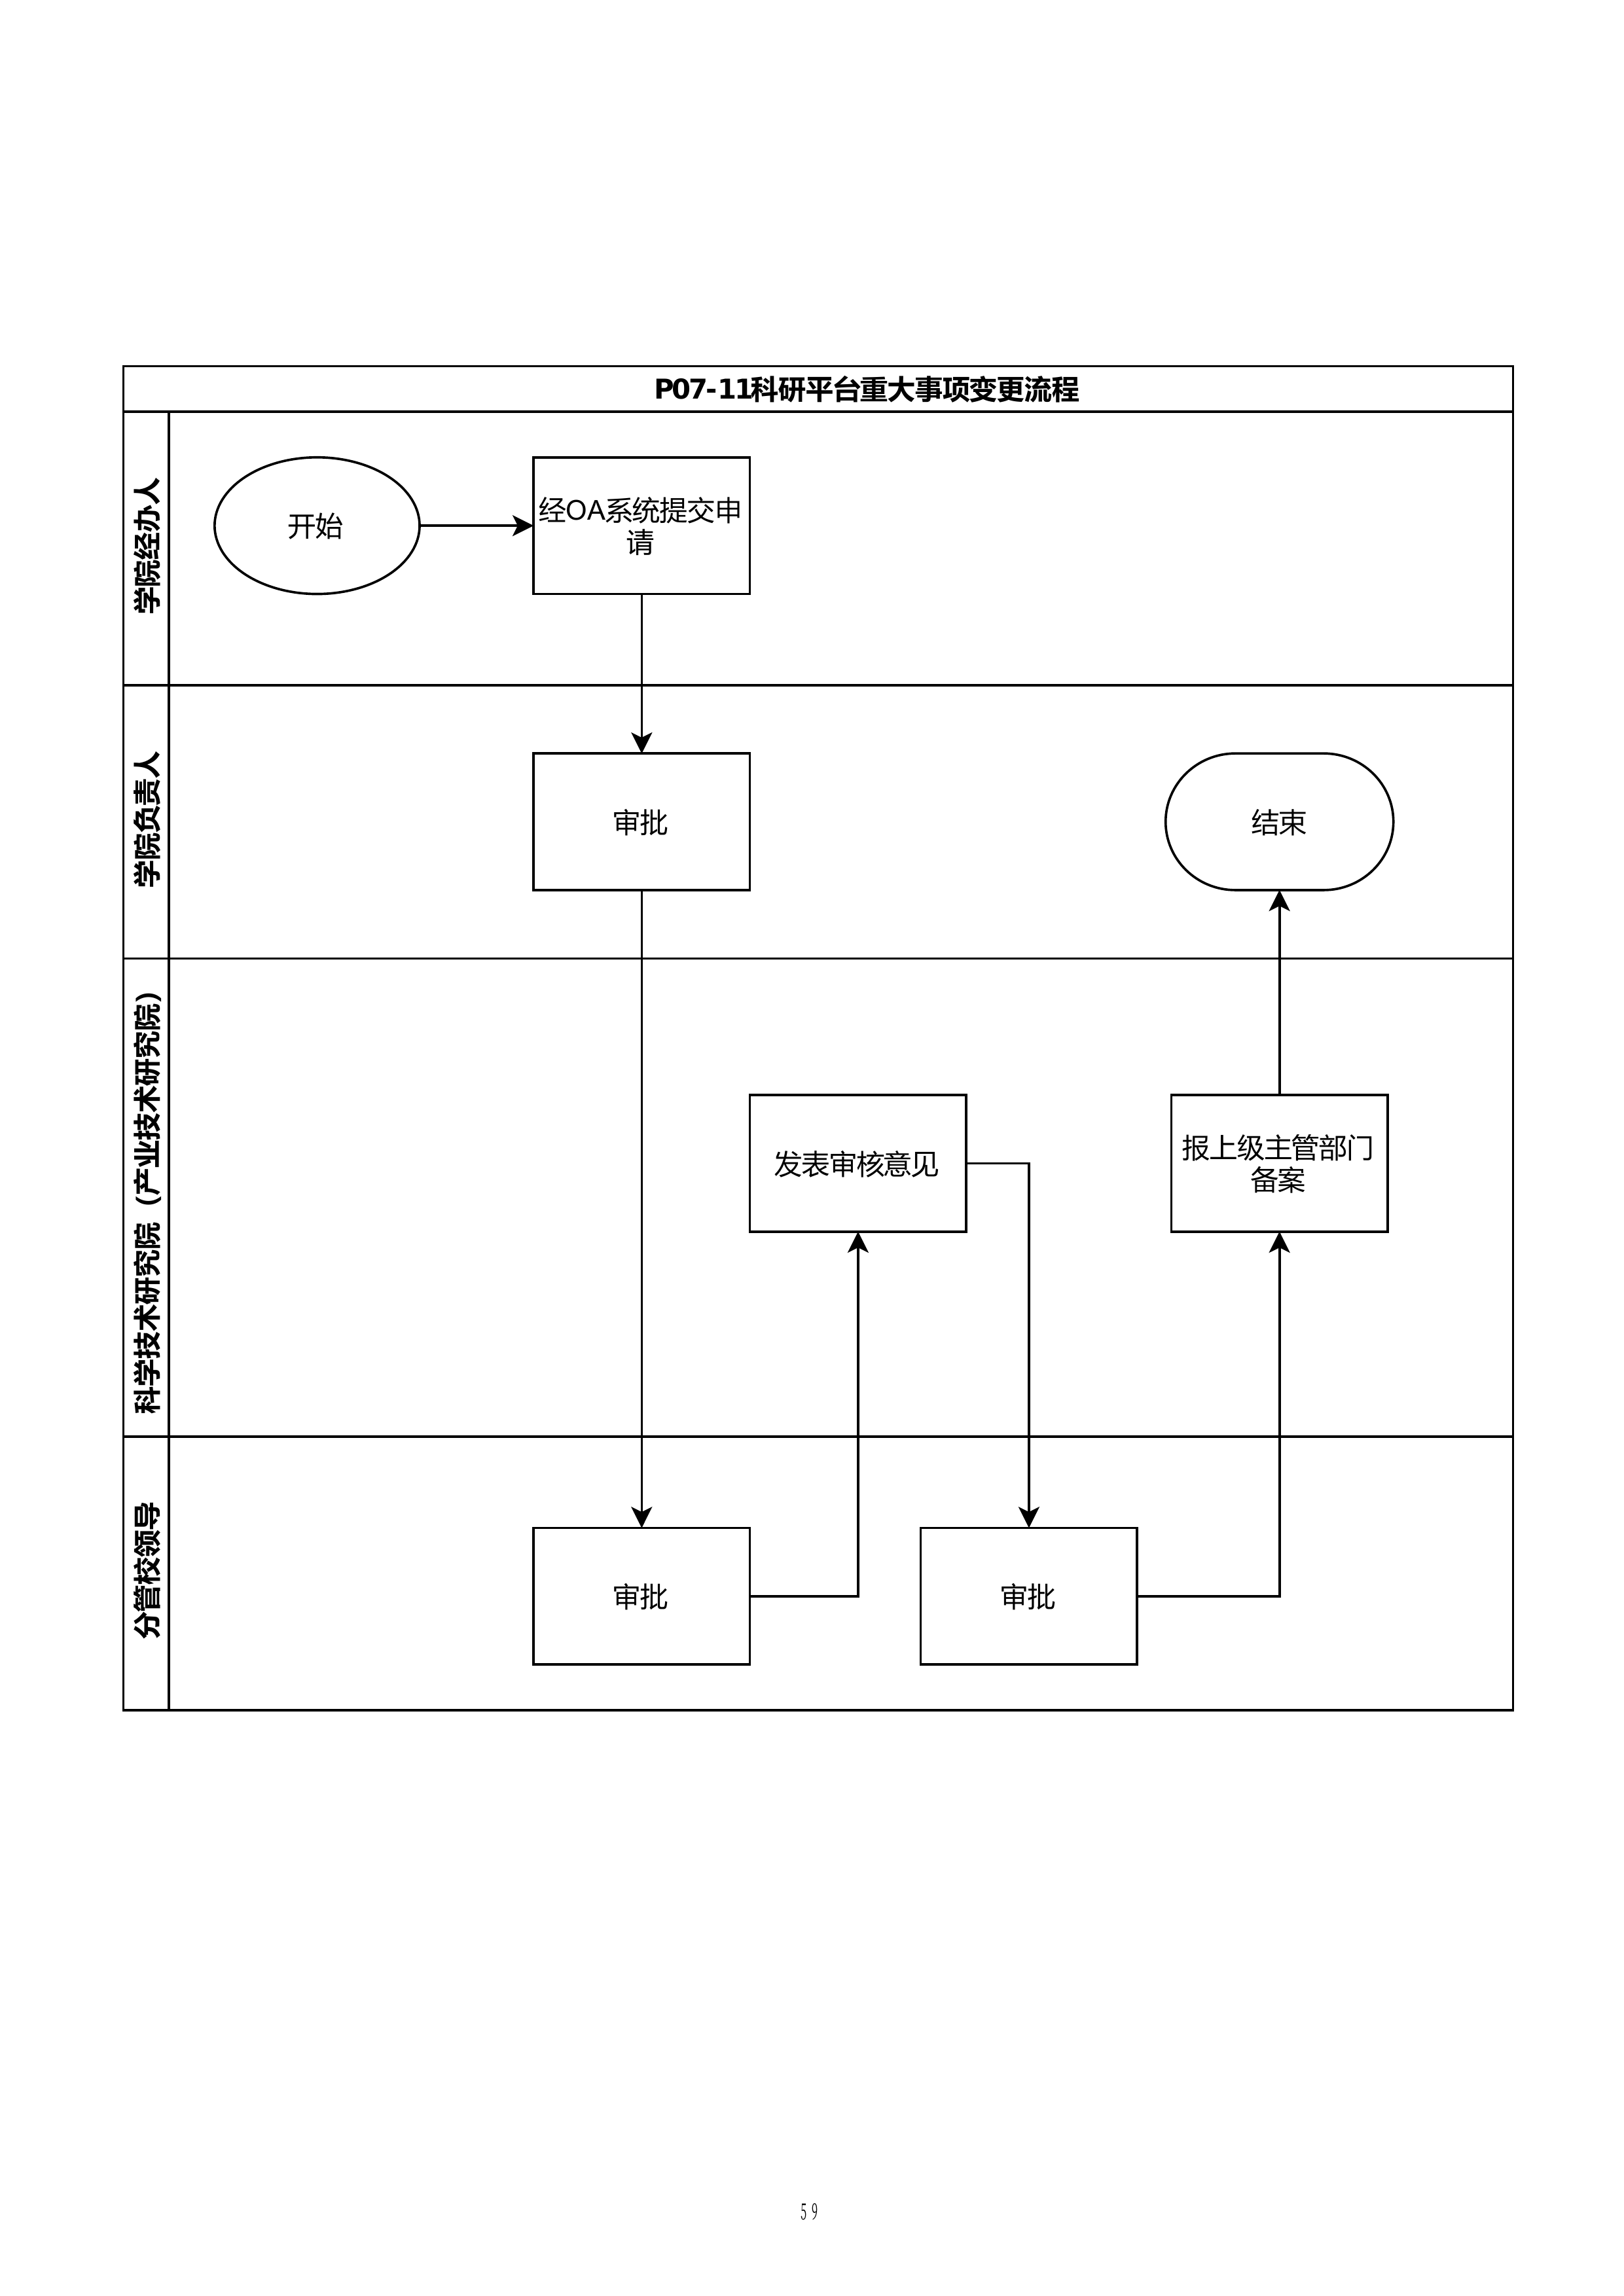 P07-11科研平台重大事项变更流程
学院经办人
开始
经OA系统提交申
请
学院负责人
审批
结束
科学技术研究院（产业技术研究院）
发表审核意见
报上级主管部门
备案
分管校领导
审批
审批
59